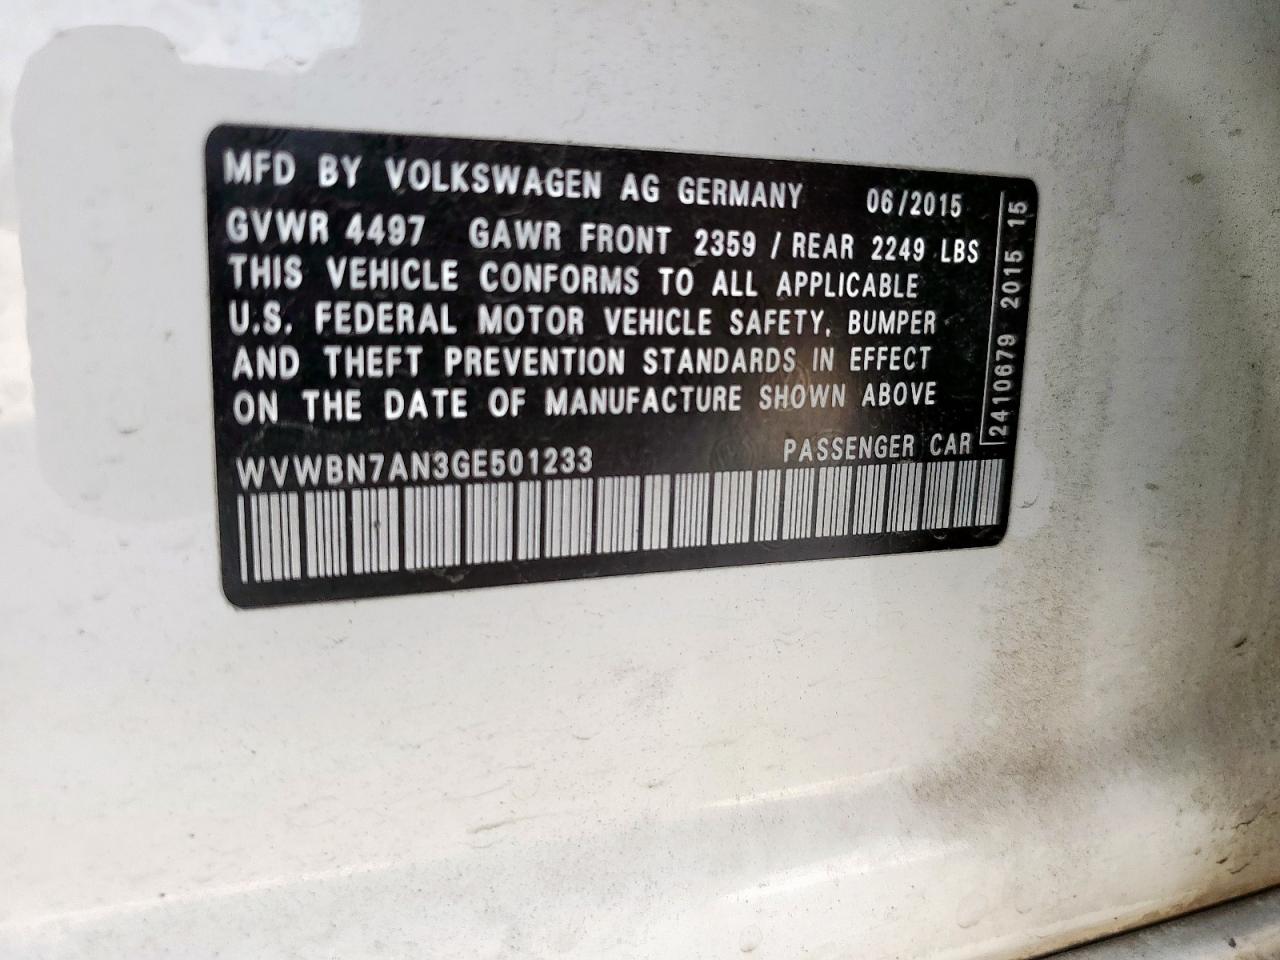 MFD BY VOLKSWAGEN AG GERMANY 06/2015
GVWR 4497 GAWR FRONT 2359 / REAR 2249 LBS
THIS VEHICLE CONFORMS TO ALL APPLICABLE
U.S. FEDERAL MOTOR VEHICLE SAFETY, BUMPER
AND THEFT PREVENTION STANDARDS IN EFFECT
ON THE DATE OF MANUFACTURE SHOWN ABOVE
WVWBN7AN3GE501233 PASSENGER CAR
2410679 2015 15